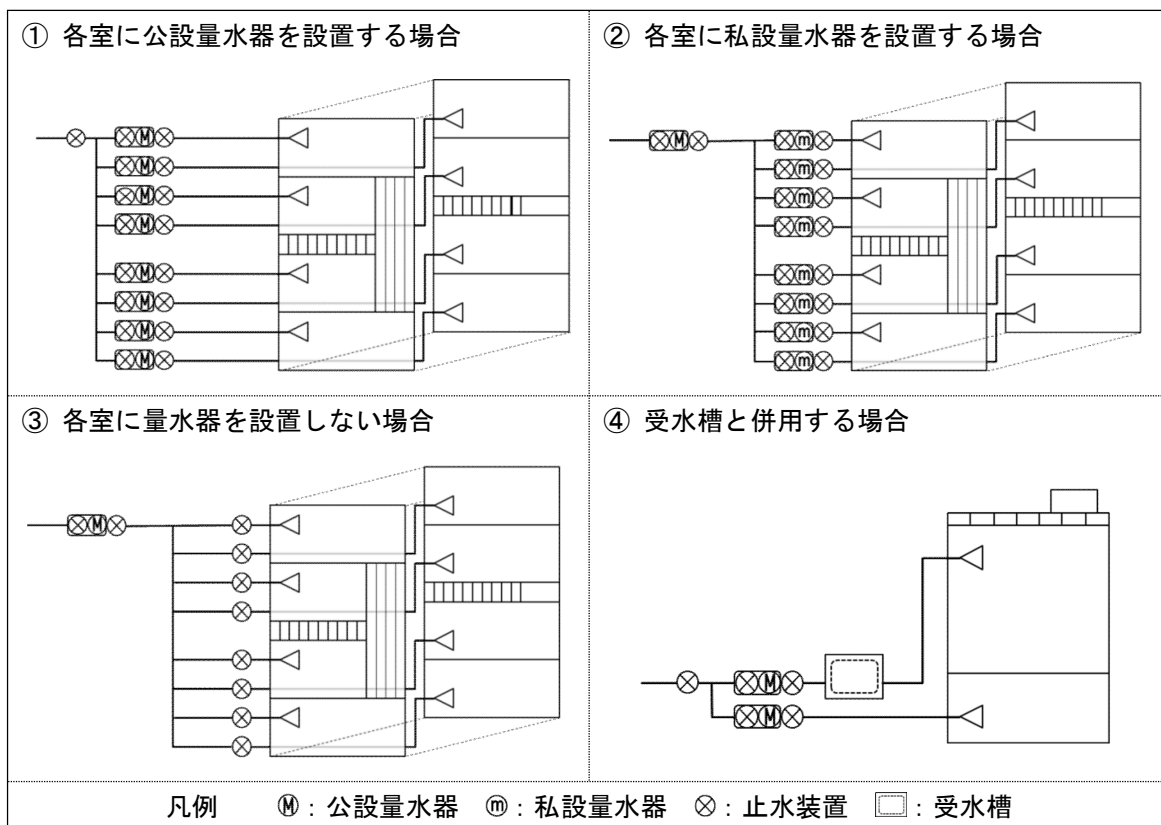 ① 各室に公設量水器を設置する場合
M
M
M
M
M
M
M
M
② 各室に私設量水器を設置する場合
M
m
m
m
m
m
m
m
m
③ 各室に量水器を設置しない場合
M
④ 受水槽と併用する場合
M
M
凡例 Ⓜ：公設量水器 ⓜ：私設量水器 ⊗：止水装置 ：受水槽